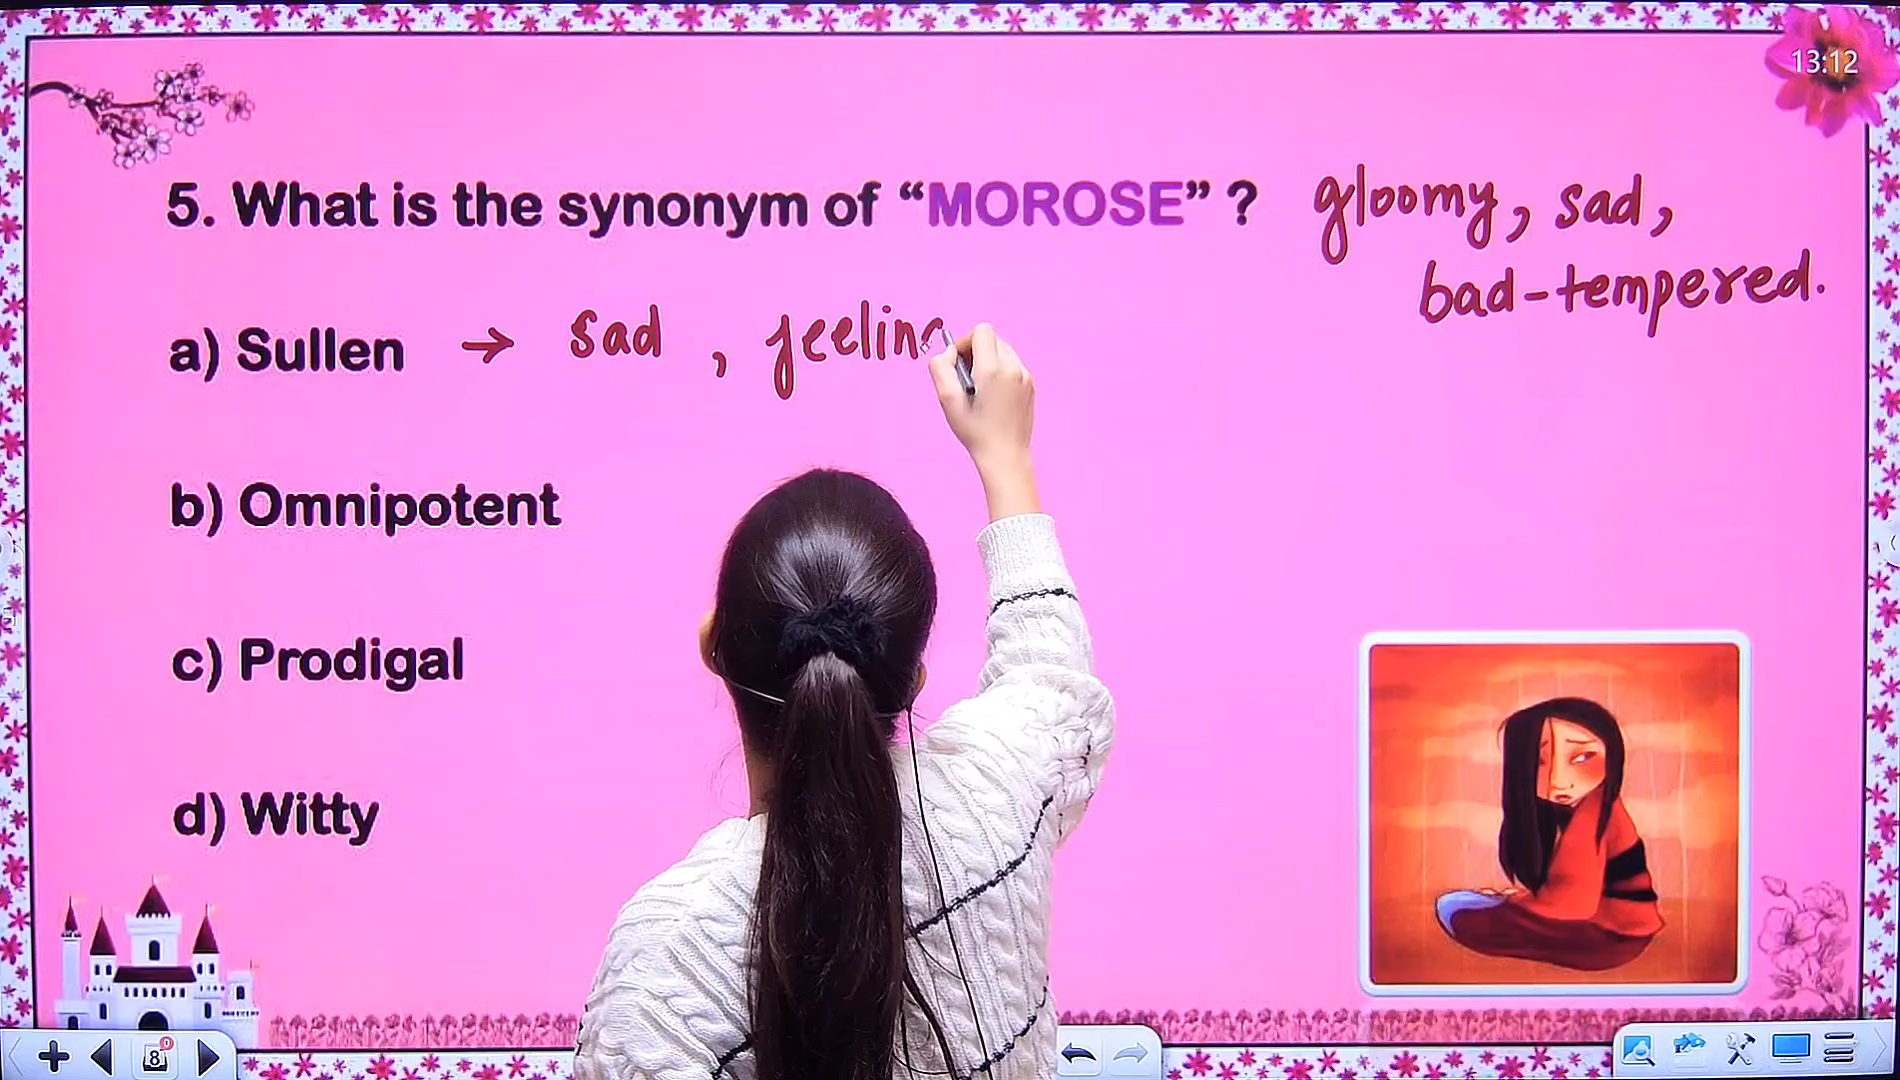 13:12
5. What is the synonym of “MOROSE” ? gloomy, sad,
bad-tempered.
a) Sullen → sad , feelin
b) Omnipotent
c) Prodigal
d) Witty
8 0